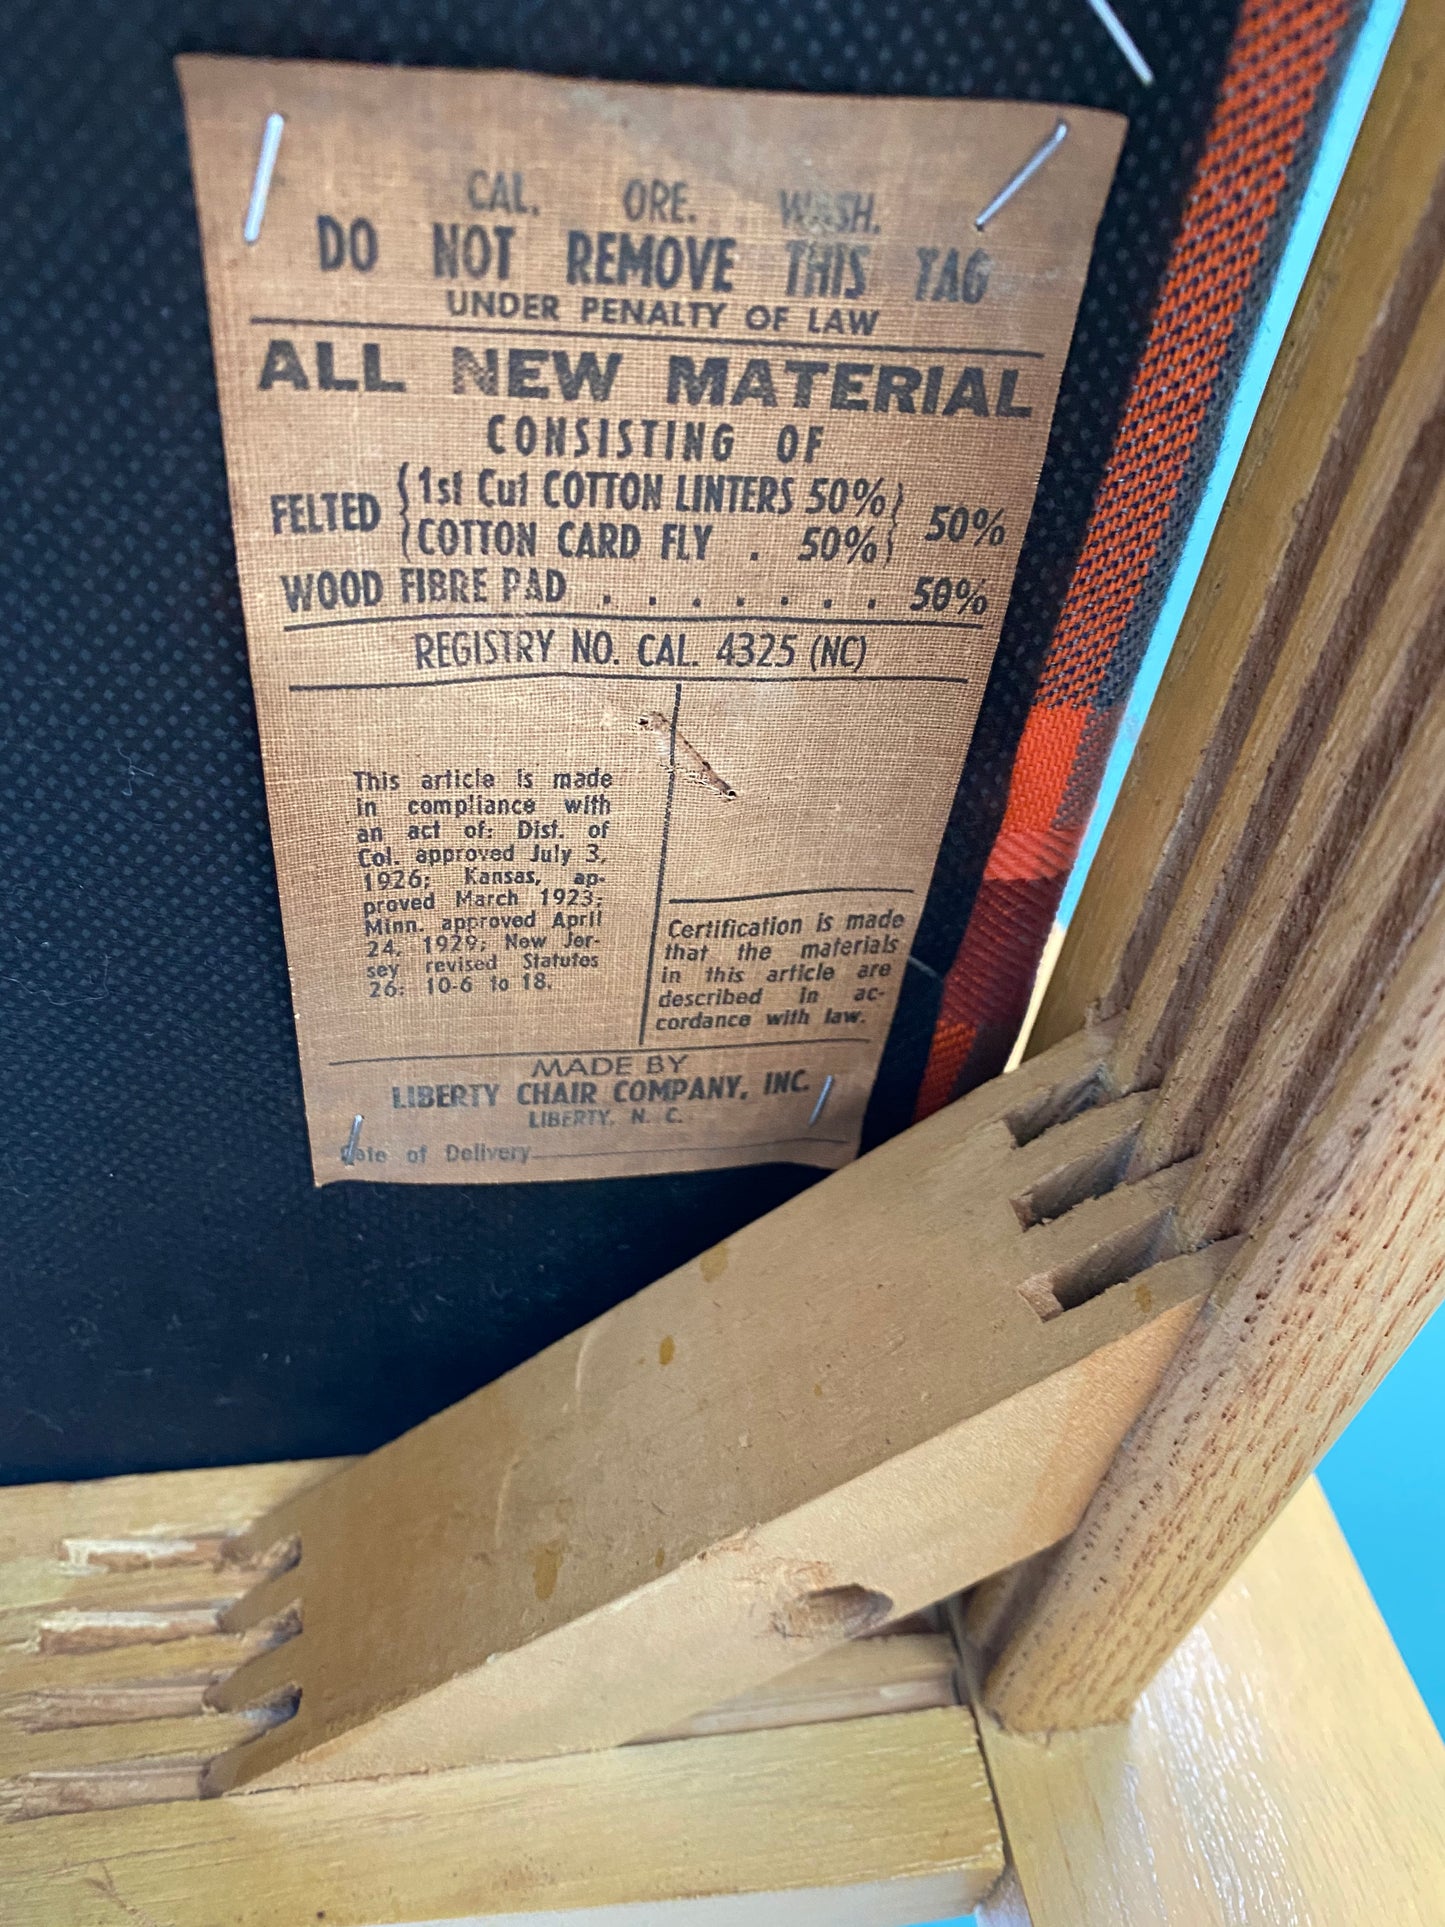 CAL. ORE. WASH.
DO NOT REMOVE THIS TAG
UNDER PENALTY OF LAW
ALL NEW MATERIAL
CONSISTING OF
FELTED {1st Cut COTTON LINTERS 50%} 50%
{COTTON CARD FLY . 50%}
WOOD FIBRE PAD . . . . . . . 50%
REGISTRY NO. CAL. 4325 (NC)
This article is made
in compliance with
an act of: Dist. of
Col. approved July 3,
1926; Kansas, ap-
proved March 1923;
Minn. approved April
24, 1929; New Jer-
sey revised Statutes
26: 10-6 to 18.
Certification is made
that the materials
in this article are
described in ac-
cordance with law.
MADE BY
LIBERTY CHAIR COMPANY, INC.
LIBERTY, N. C.
Date of Delivery